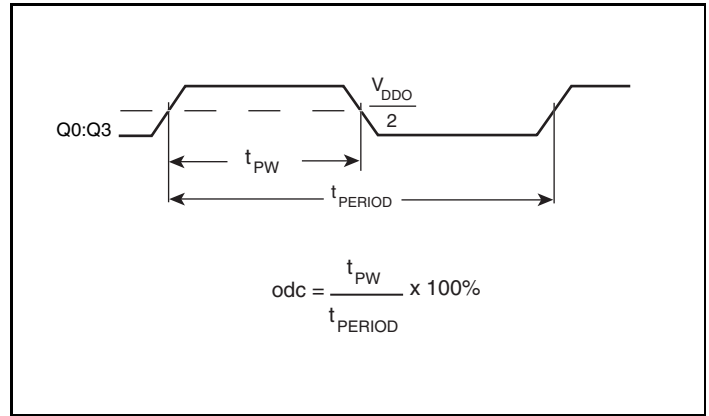 V_DDO
2
Q0:Q3
t_PW
t_PERIOD
odc = t_PW x 100%
t_PERIOD